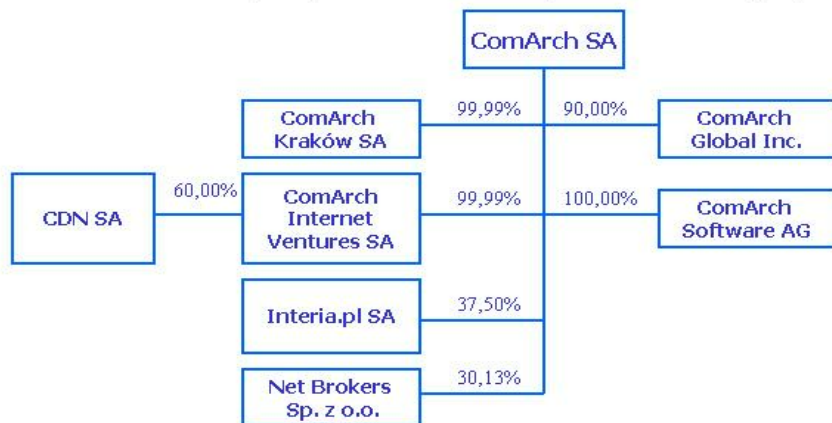 ComArch SA
ComArch
Kraków SA
99,99%
90,00%
ComArch
Global Inc.
CDN SA
60,00%
ComArch
Internet
Ventures SA
99,99%
100,00%
ComArch
Software AG
Interia.pl SA
37,50%
Net Brokers
Sp. z o.o.
30,13%